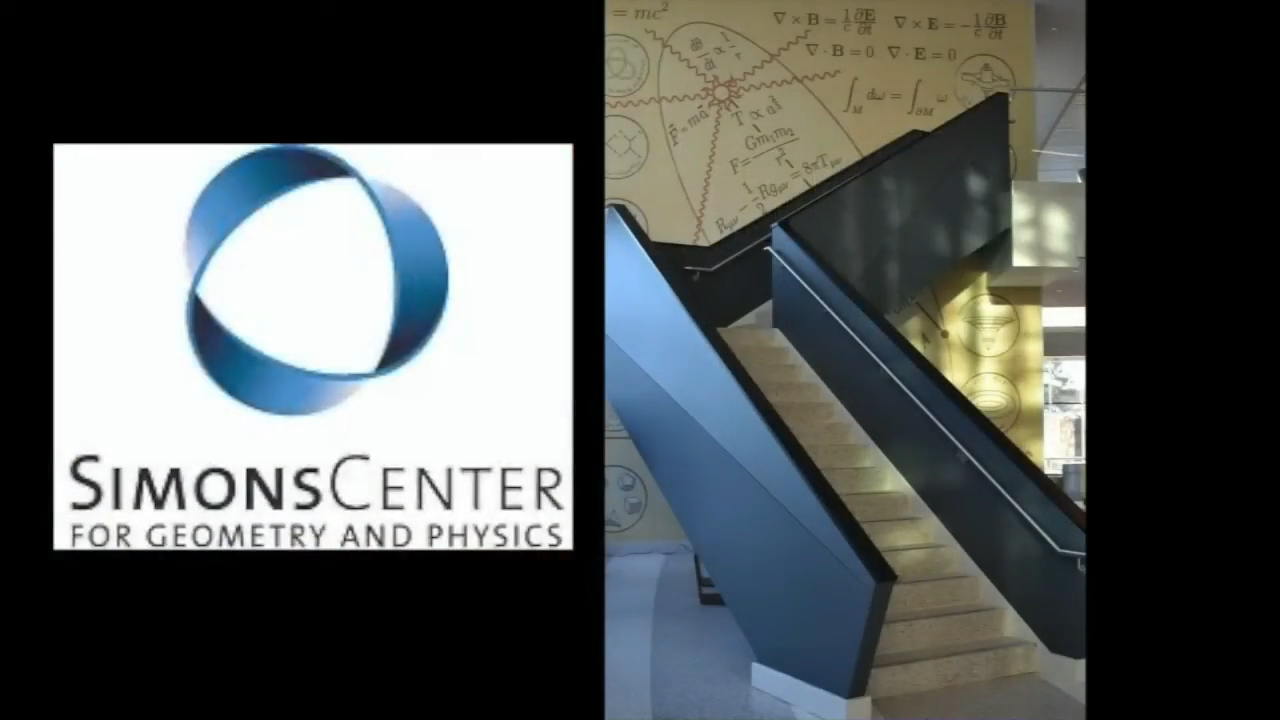 SIMONSCENTER
FOR GEOMETRY AND PHYSICS
= mc²
∇ × B = 1/c ∂E/∂t ∇ × E = -1/c ∂B/∂t
∇ · B = 0 ∇ · E = 0
∫_M dω = ∫_∂M ω
F = ma
T ∝ a
F = Gm₁m₂/r²
R_μν - 1/2 Rg_μν = 8πT_μν